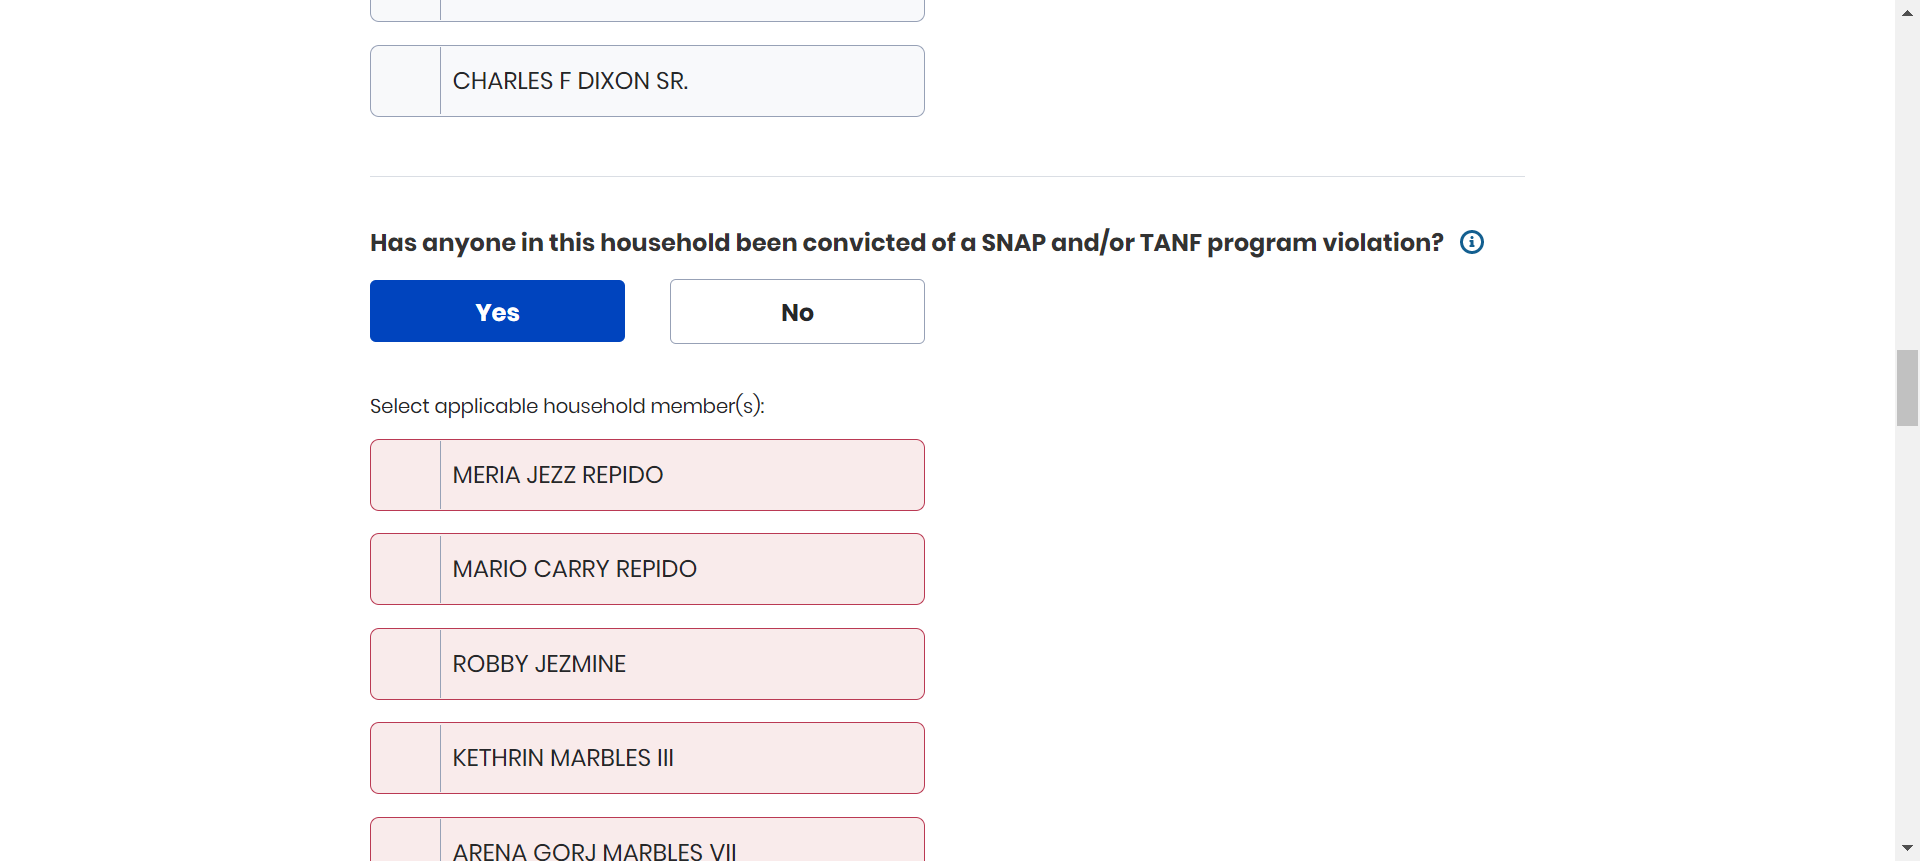 CHARLES F DIXON SR.
Has anyone in this household been convicted of a SNAP and/or TANF program violation?
Yes
No
Select applicable household member(s):
MERIA JEZZ REPIDO
MARIO CARRY REPIDO
ROBBY JEZMINE
KETHRIN MARBLES III
ARENA GORJ MARBLES VII